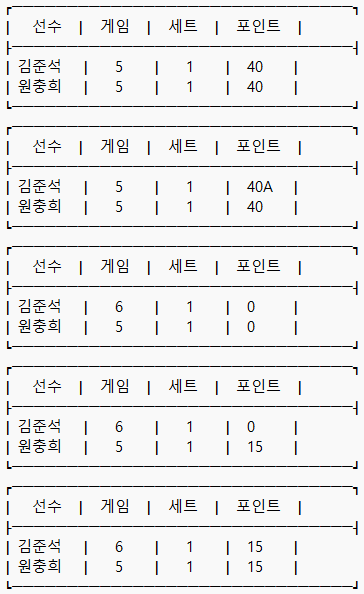 | 선수 | 게임 | 세트 | 포인트 |
| 김준석 | 5 | 1 | 40 |
| 원충희 | 5 | 1 | 40 |
| 선수 | 게임 | 세트 | 포인트 |
| 김준석 | 5 | 1 | 40A |
| 원충희 | 5 | 1 | 40 |
| 선수 | 게임 | 세트 | 포인트 |
| 김준석 | 6 | 1 | 0 |
| 원충희 | 5 | 1 | 0 |
| 선수 | 게임 | 세트 | 포인트 |
| 김준석 | 6 | 1 | 0 |
| 원충희 | 5 | 1 | 15 |
| 선수 | 게임 | 세트 | 포인트 |
| 김준석 | 6 | 1 | 15 |
| 원충희 | 5 | 1 | 15 |